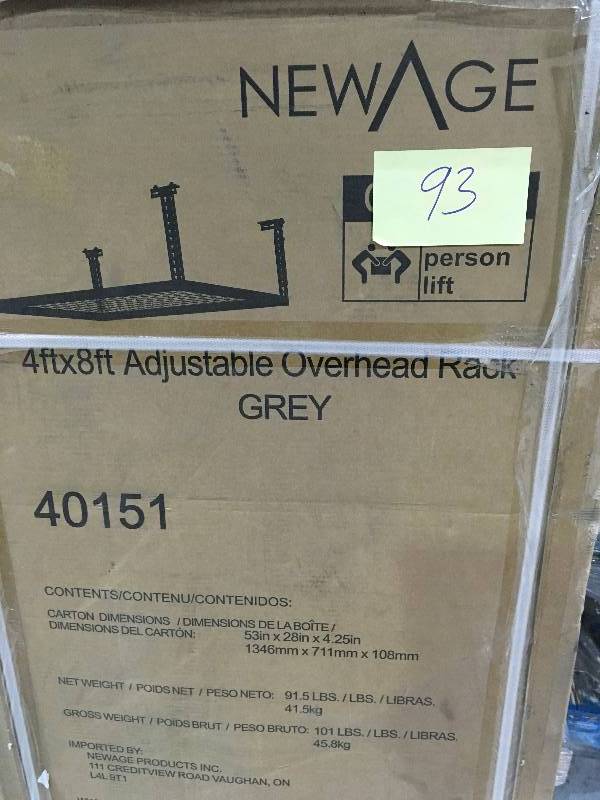 NEWAGE
93
person
lift
4ftx8ft Adjustable Overhead Rack
GREY
40151
CONTENTS/CONTENU/CONTENIDOS:
CARTON DIMENSIONS / DIMENSIONS DE LA BOÎTE /
DIMENSIONS DEL CARTÓN: 53in x 28in x 4.25in
1346mm x 711mm x 108mm
NET WEIGHT / POIDS NET / PESO NETO: 91.5 LBS. / LBS. / LIBRAS.
41.5kg
GROSS WEIGHT / POIDS BRUT / PESO BRUTO: 101 LBS. / LBS. / LIBRAS.
45.8kg
IMPORTED BY:
NEWAGE PRODUCTS INC.
111 CREDITVIEW ROAD VAUGHAN, ON
L4L 9T1